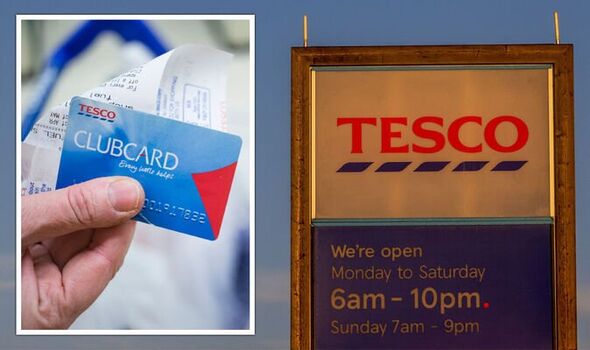 TESCO
CLUBCARD
Every little helps
TESCO
We're open
Monday to Saturday
6am - 10pm.
Sunday 7am - 9pm